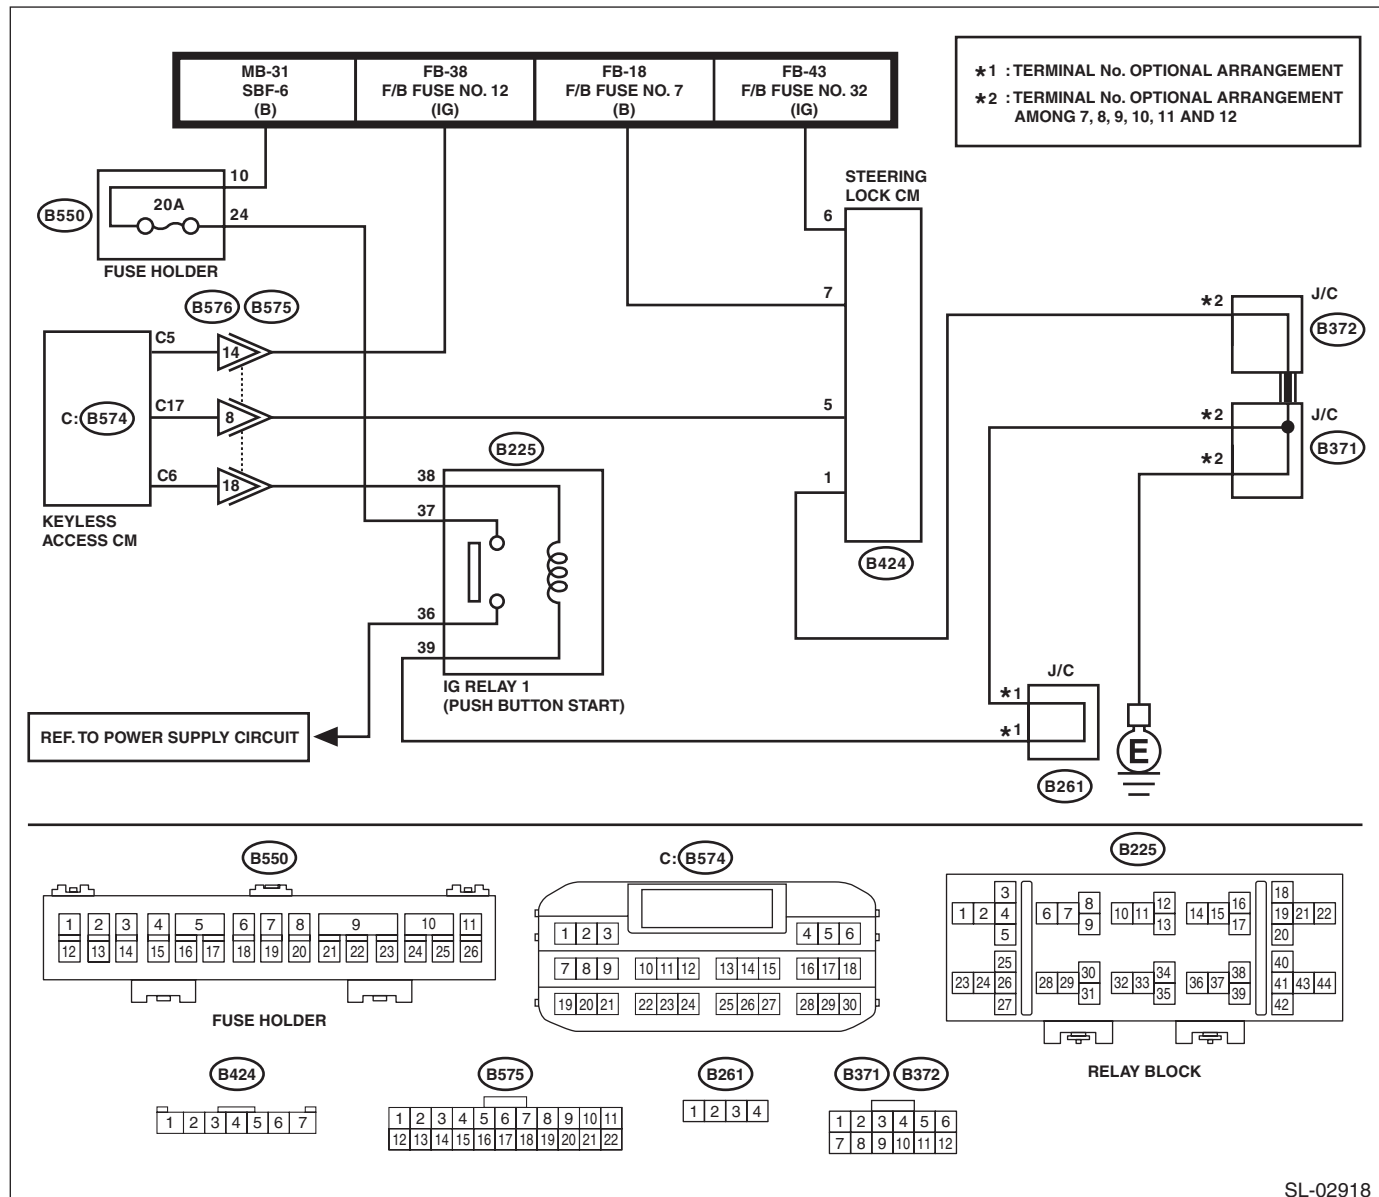 MB-31 FB-38 FB-18 FB-43
SBF-6 F/B FUSE NO. 12 F/B FUSE NO. 7 F/B FUSE NO. 32
(B) (IG) (B) (IG)
*1 : TERMINAL No. OPTIONAL ARRANGEMENT
*2 : TERMINAL No. OPTIONAL ARRANGEMENT
AMONG 7, 8, 9, 10, 11 AND 12
10
B550 20A 24
FUSE HOLDER
STEERING
LOCK CM
6
7
5
1
B424
B576 B575
C5 14
C: B574 C17 8
C6 18
KEYLESS
ACCESS CM
B225
38
37
36
39
IG RELAY 1
(PUSH BUTTON START)
REF. TO POWER SUPPLY CIRCUIT
*2 J/C
B372
*2 J/C
*2 B371
J/C
*1
*1
B261
E
B550
1 2 3 4 5 6 7 8 9 10 11
12 13 14 15 16 17 18 19 20 21 22 23 24 25 26
FUSE HOLDER
C: B574
1 2 3 4 5 6
7 8 9 10 11 12 13 14 15 16 17 18
19 20 21 22 23 24 25 26 27 28 29 30
B225
3 8 12 16 18
1 2 4 6 7 9 10 11 13 14 15 17 19 21 22
5 20
25 30 34 38 40
23 24 26 28 29 31 32 33 35 36 37 39 41 43 44
27 42
RELAY BLOCK
B424
1 2 3 4 5 6 7
B575
1 2 3 4 5 6 7 8 9 10 11
12 13 14 15 16 17 18 19 20 21 22
B261
1 2 3 4
B371 B372
1 2 3 4 5 6
7 8 9 10 11 12
SL-02918